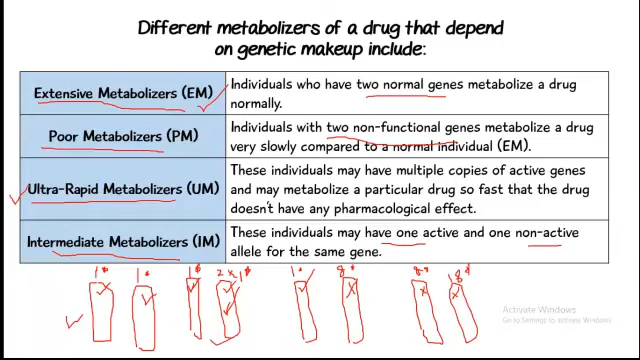 Different metabolizers of a drug that depend
on genetic makeup include:
Extensive Metabolizers (EM)
Individuals who have two normal genes metabolize a drug
normally.
Poor Metabolizers (PM)
Individuals with two non-functional genes metabolize a drug
very slowly compared to a normal individual (EM).
Ultra-Rapid Metabolizers (UM)
These individuals may have multiple copies of active genes
and may metabolize a particular drug so fast that the drug
doesn't have any pharmacological effect.
Intermediate Metabolizers (IM)
These individuals may have one active and one non-active
allele for the same gene.
Activate Windows
Go to Settings to activate Windows.